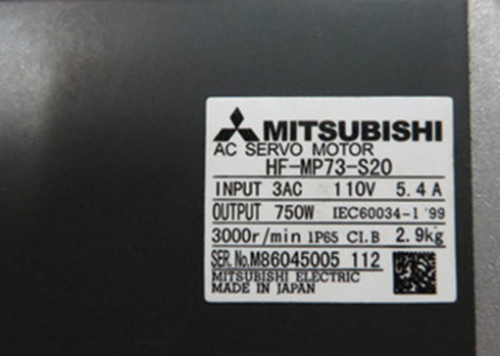 MITSUBISHI
AC SERVO MOTOR
HF-MP73-S20
INPUT 3AC 110V 5.4A
OUTPUT 750W IEC60034-1 '99
3000r/min IP65 CI.B 2.9kg
SER.No.M86045005 112
MITSUBISHI ELECTRIC
MADE IN JAPAN